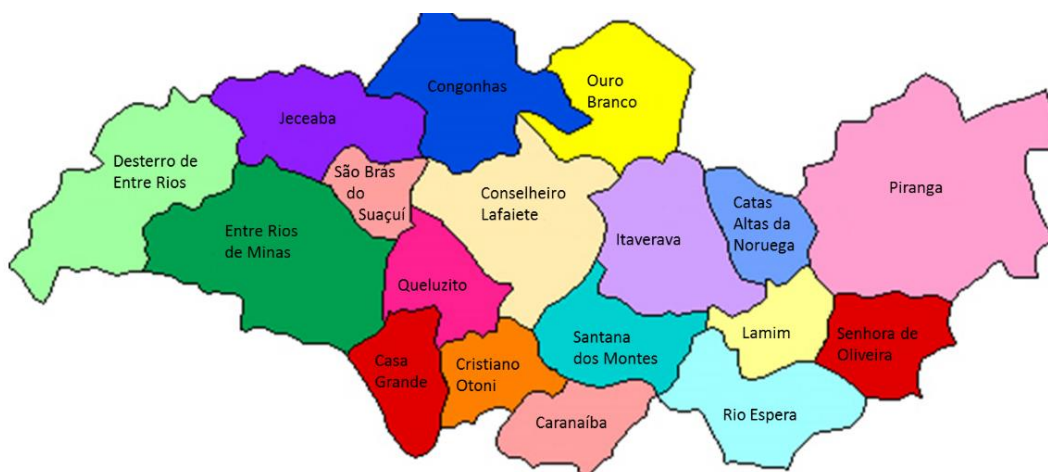 Congonhas
Ouro
Branco
Jeceaba
Desterro de
Entre Rios
São Brás
do
Suaçuí
Conselheiro
Lafaiete
Catas
Altas da
Noruega
Piranga
Entre Rios
de Minas
Itaverava
Queluzito
Santana
dos Montes
Lamim
Senhora de
Oliveira
Casa
Grande
Cristiano
Otoni
Caranaíba
Rio Espera